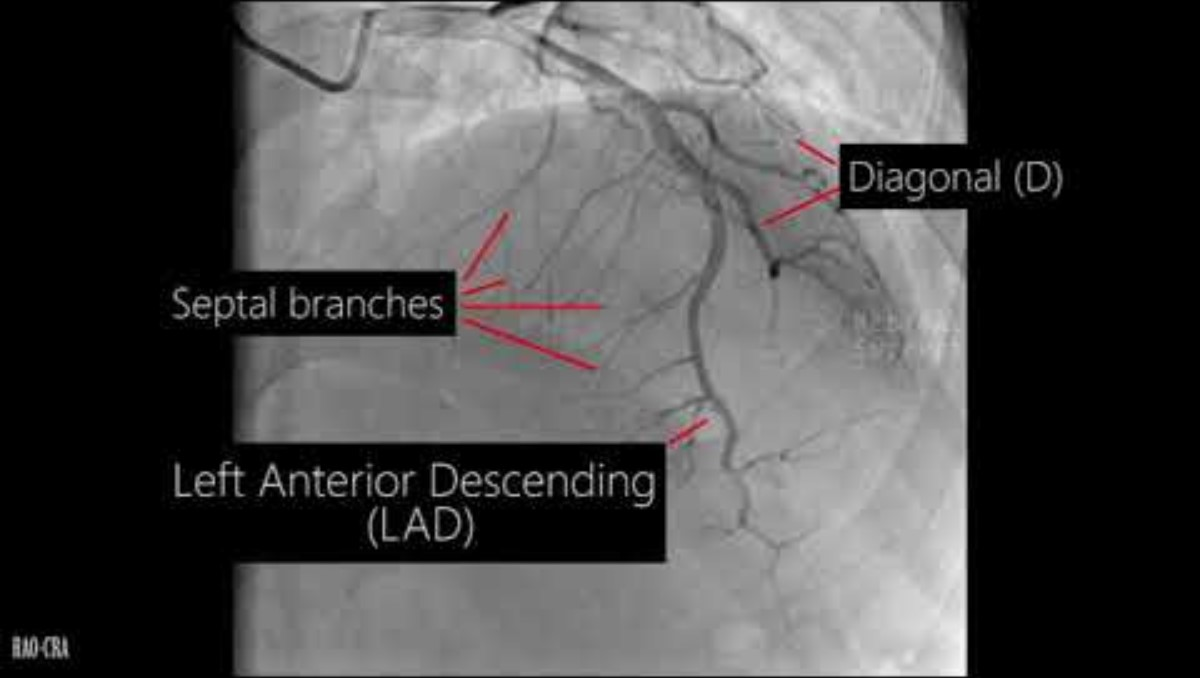 Diagonal (D)
Septal branches
Left Anterior Descending
(LAD)
RAO-CRA